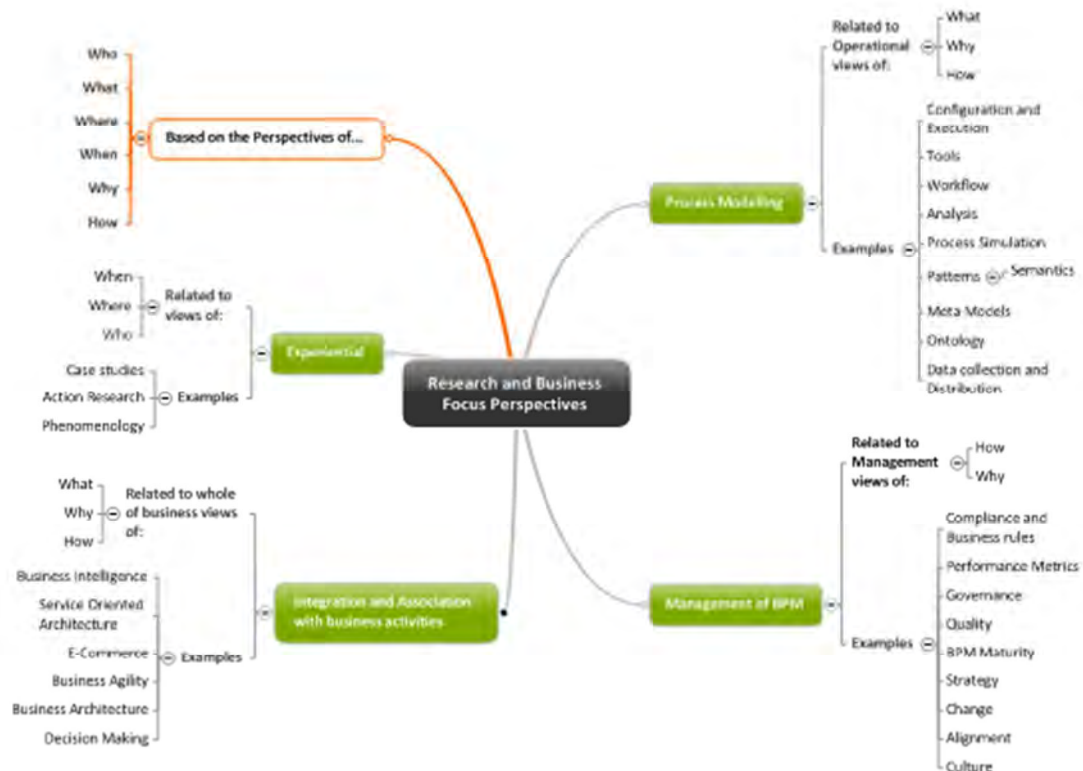 Research and Business
Focus Perspectives
Based on the Perspectives of...
Who
What
Where
When
Why
How
Process Modelling
Related to
Operational
views of:
What
Why
How
Examples
Configuration and
Execution
Tools
Workflow
Analysis
Process Simulation
Patterns
Semantics
Meta Models
Ontology
Data collection and
Distribution
Experiential
Related to
views of:
When
Where
Who
Examples
Case studies
Action Research
Phenomenology
Integration and Association
with business activities
Related to whole
of business views
of:
What
Why
How
Examples
Business Intelligence
Service Oriented
Architecture
E-Commerce
Business Agility
Business Architecture
Decision Making
Management of BPM
Related to
Management
views of:
How
Why
Examples
Compliance and
Business rules
Performance Metrics
Governance
Quality
BPM Maturity
Strategy
Change
Alignment
Culture